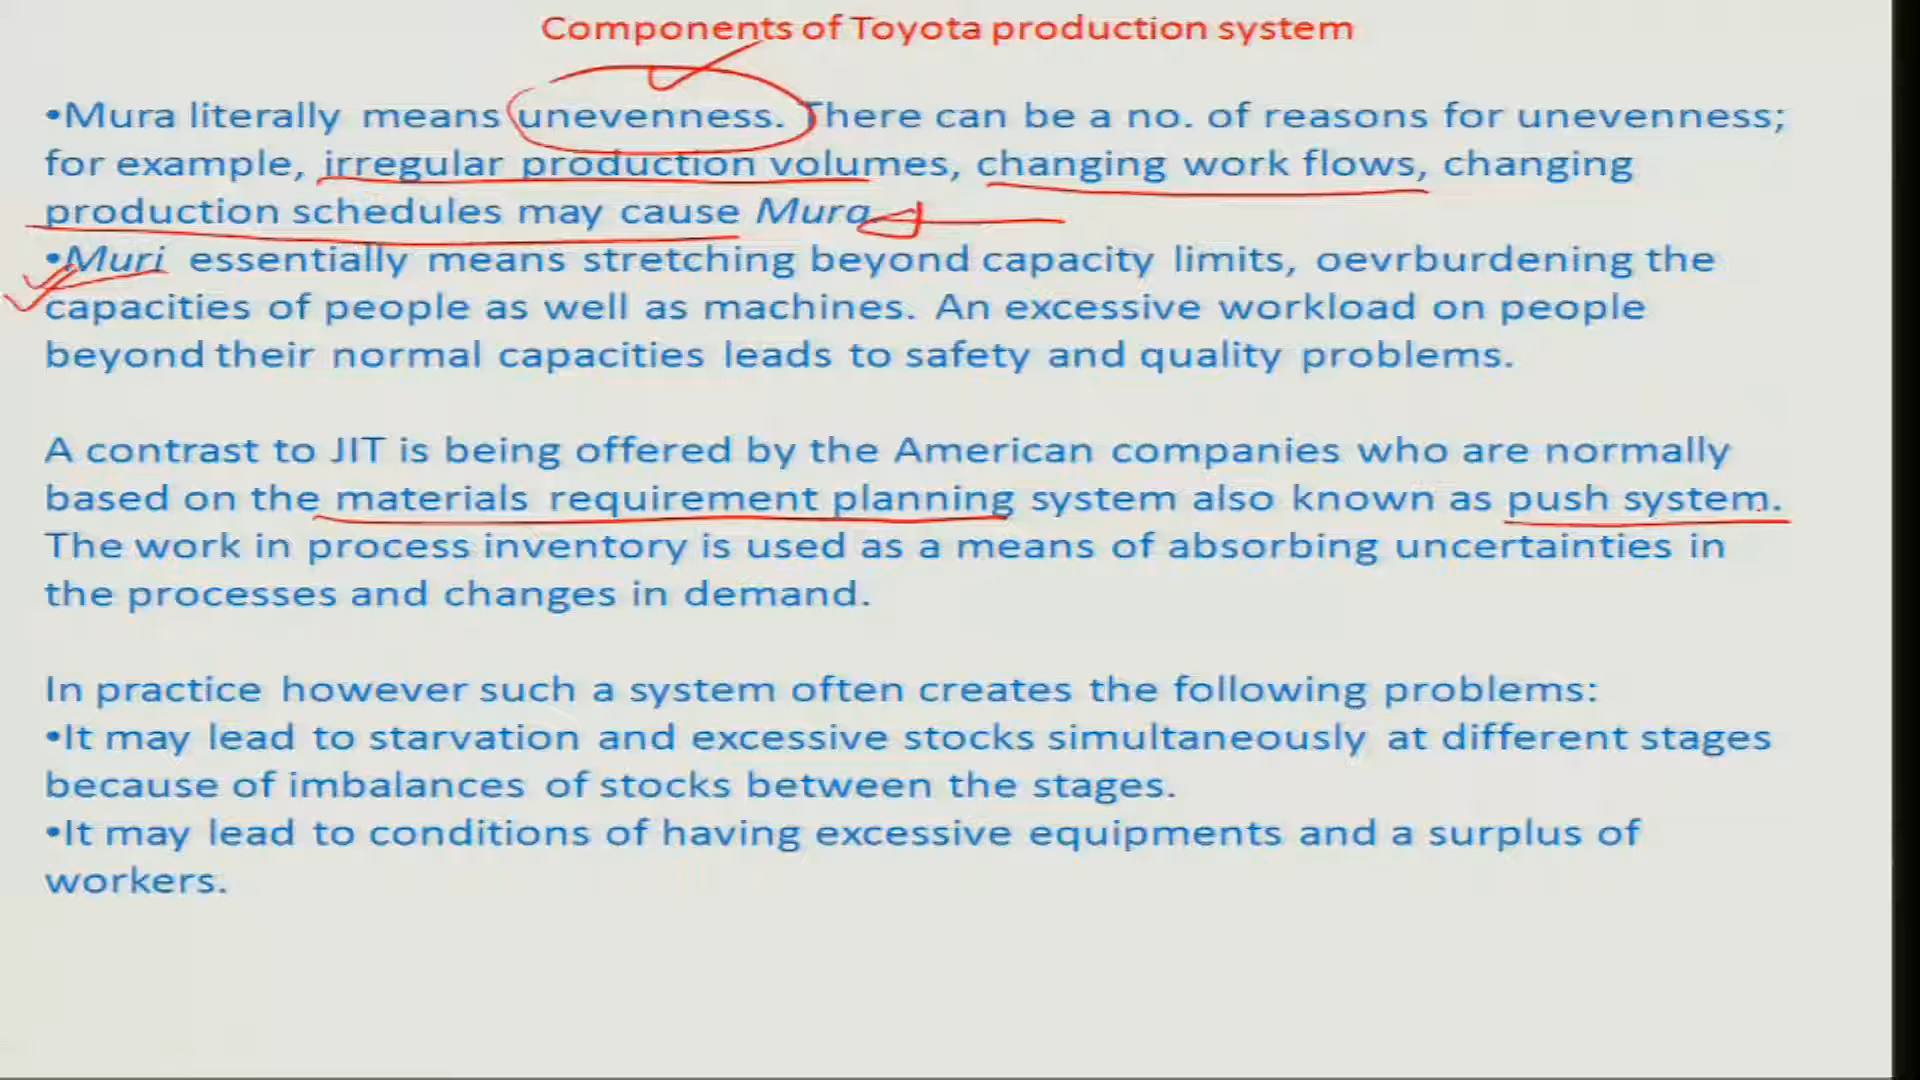 Components of Toyota production system
•Mura literally means unevenness. There can be a no. of reasons for unevenness;
for example, irregular production volumes, changing work flows, changing
production schedules may cause Mura.
•Muri essentially means stretching beyond capacity limits, oevrburdening the
capacities of people as well as machines. An excessive workload on people
beyond their normal capacities leads to safety and quality problems.
A contrast to JIT is being offered by the American companies who are normally
based on the materials requirement planning system also known as push system.
The work in process inventory is used as a means of absorbing uncertainties in
the processes and changes in demand.
In practice however such a system often creates the following problems:
•It may lead to starvation and excessive stocks simultaneously at different stages
because of imbalances of stocks between the stages.
•It may lead to conditions of having excessive equipments and a surplus of
workers.